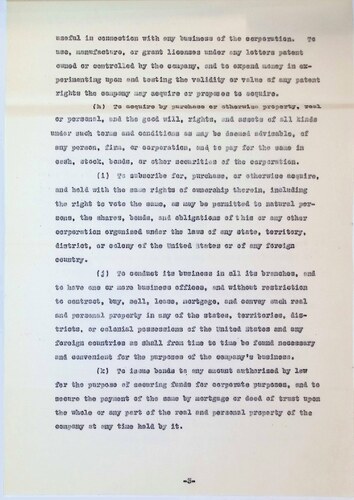 useful in connection with any business of the corporation. To
use, manufacture, or grant licenses under any letters patent
owned or controlled by the company, and to expend money in ex-
perimenting upon and testing the validity or value of any patent
rights the company may acquire or proposes to acquire.
(h) To acquire by purchase or otherwise property, real
or personal, and the good will, rights, and assets of all kinds
under such terms and conditions as may be deemed advisable, of
any person, firm, or corporation, and to pay for the same in
cash, stock, bonds, or other securities of the corporation.
(i) To subscribe for, purchase, or otherwise acquire,
and hold with the same rights of ownership therein, including
the right to vote the same, as may be permitted to natural per-
sons, the shares, bonds, and obligations of this or any other
corporation organized under the laws of any state, territory,
district, or colony of the United States or of any foreign
country.
(j) To conduct its business in all its branches, and
to have one or more business offices, and without restriction
to contract, buy, sell, lease, mortgage, and convey such real
and personal property in any of the states, territories, dis-
tricts, or colonial possessions of the United States and any
foreign countries as shall from time to time be found necessary
and convenient for the purposes of the company's business.
(k) To issue bonds to any amount authorized by law
for the purpose of securing funds for corporate purposes, and to
secure the payment of the same by mortgage or deed of trust upon
the whole or any part of the real and personal property of the
company at any time held by it.
-3-